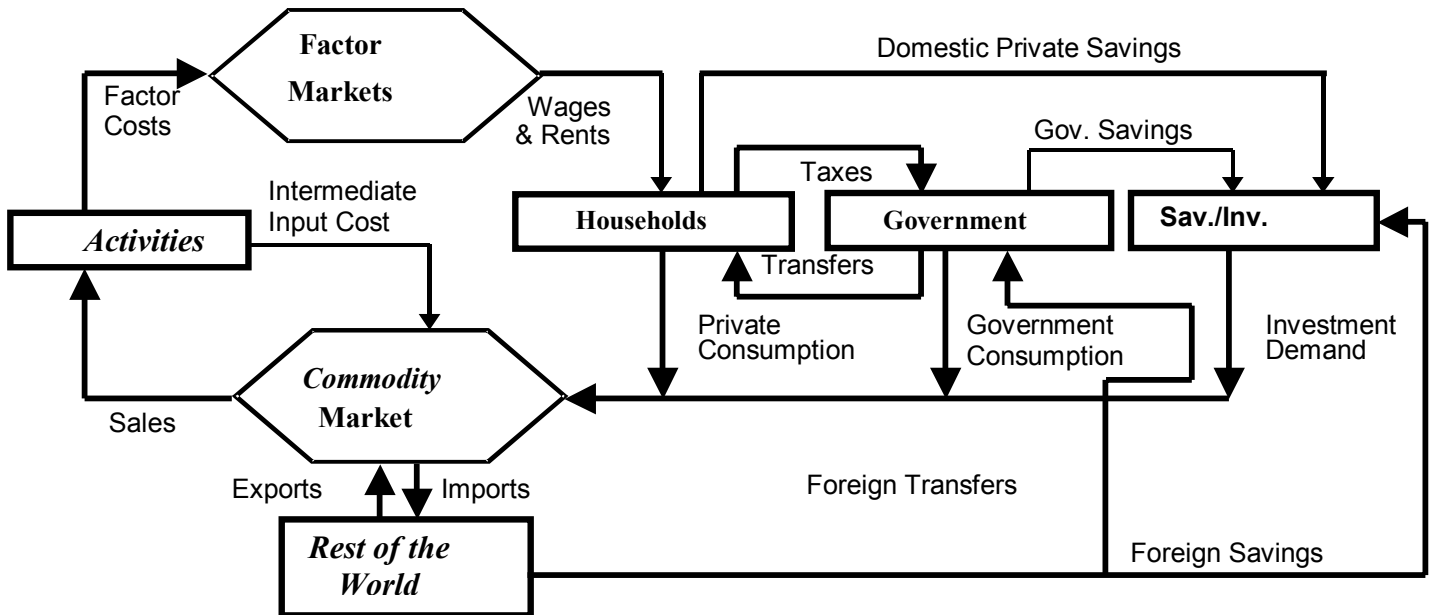 Factor
Markets
Domestic Private Savings
Factor
Costs
Wages
& Rents
Gov. Savings
Taxes
Intermediate
Input Cost
Activities
Households
Government
Sav./Inv.
Transfers
Private
Consumption
Government
Consumption
Investment
Demand
Commodity
Market
Sales
Exports
Imports
Foreign Transfers
Rest of the
World
Foreign Savings